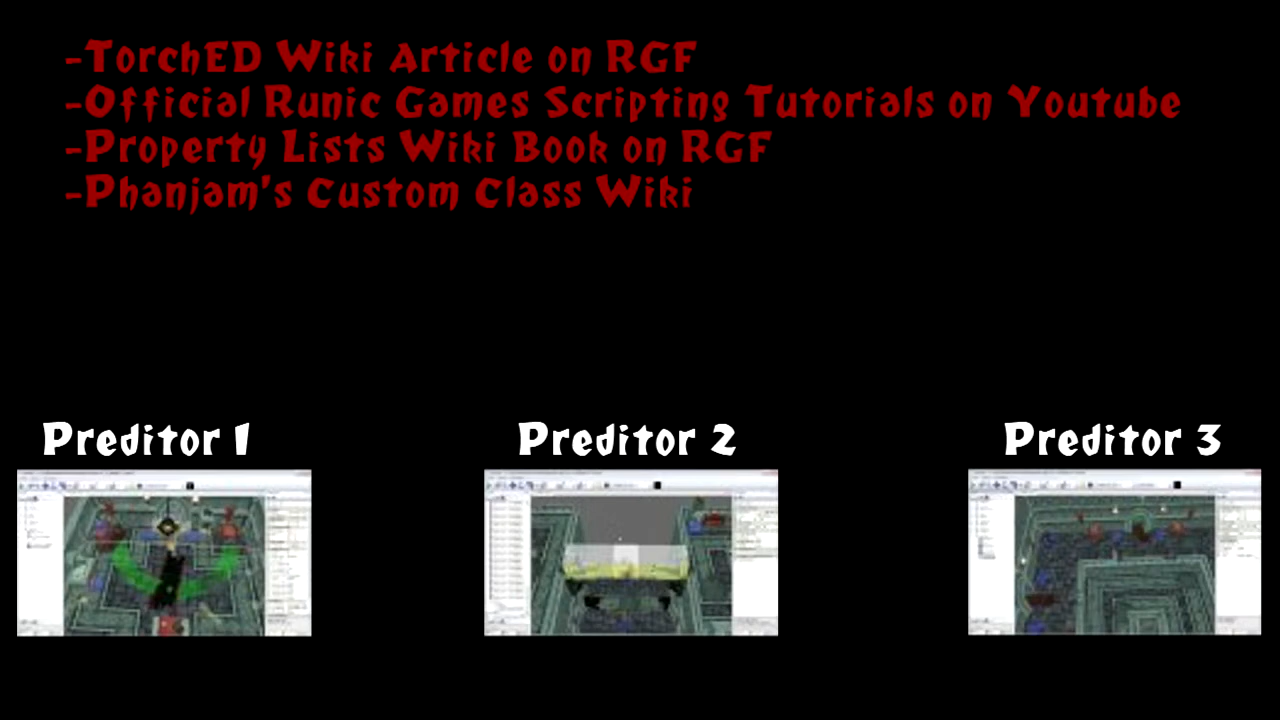 -TorchED Wiki Article on RGF
-Official Runic Games Scripting Tutorials on Youtube
-Property Lists Wiki Book on RGF
-Phanjam's Custom Class Wiki
Preditor 1
Preditor 2
Preditor 3